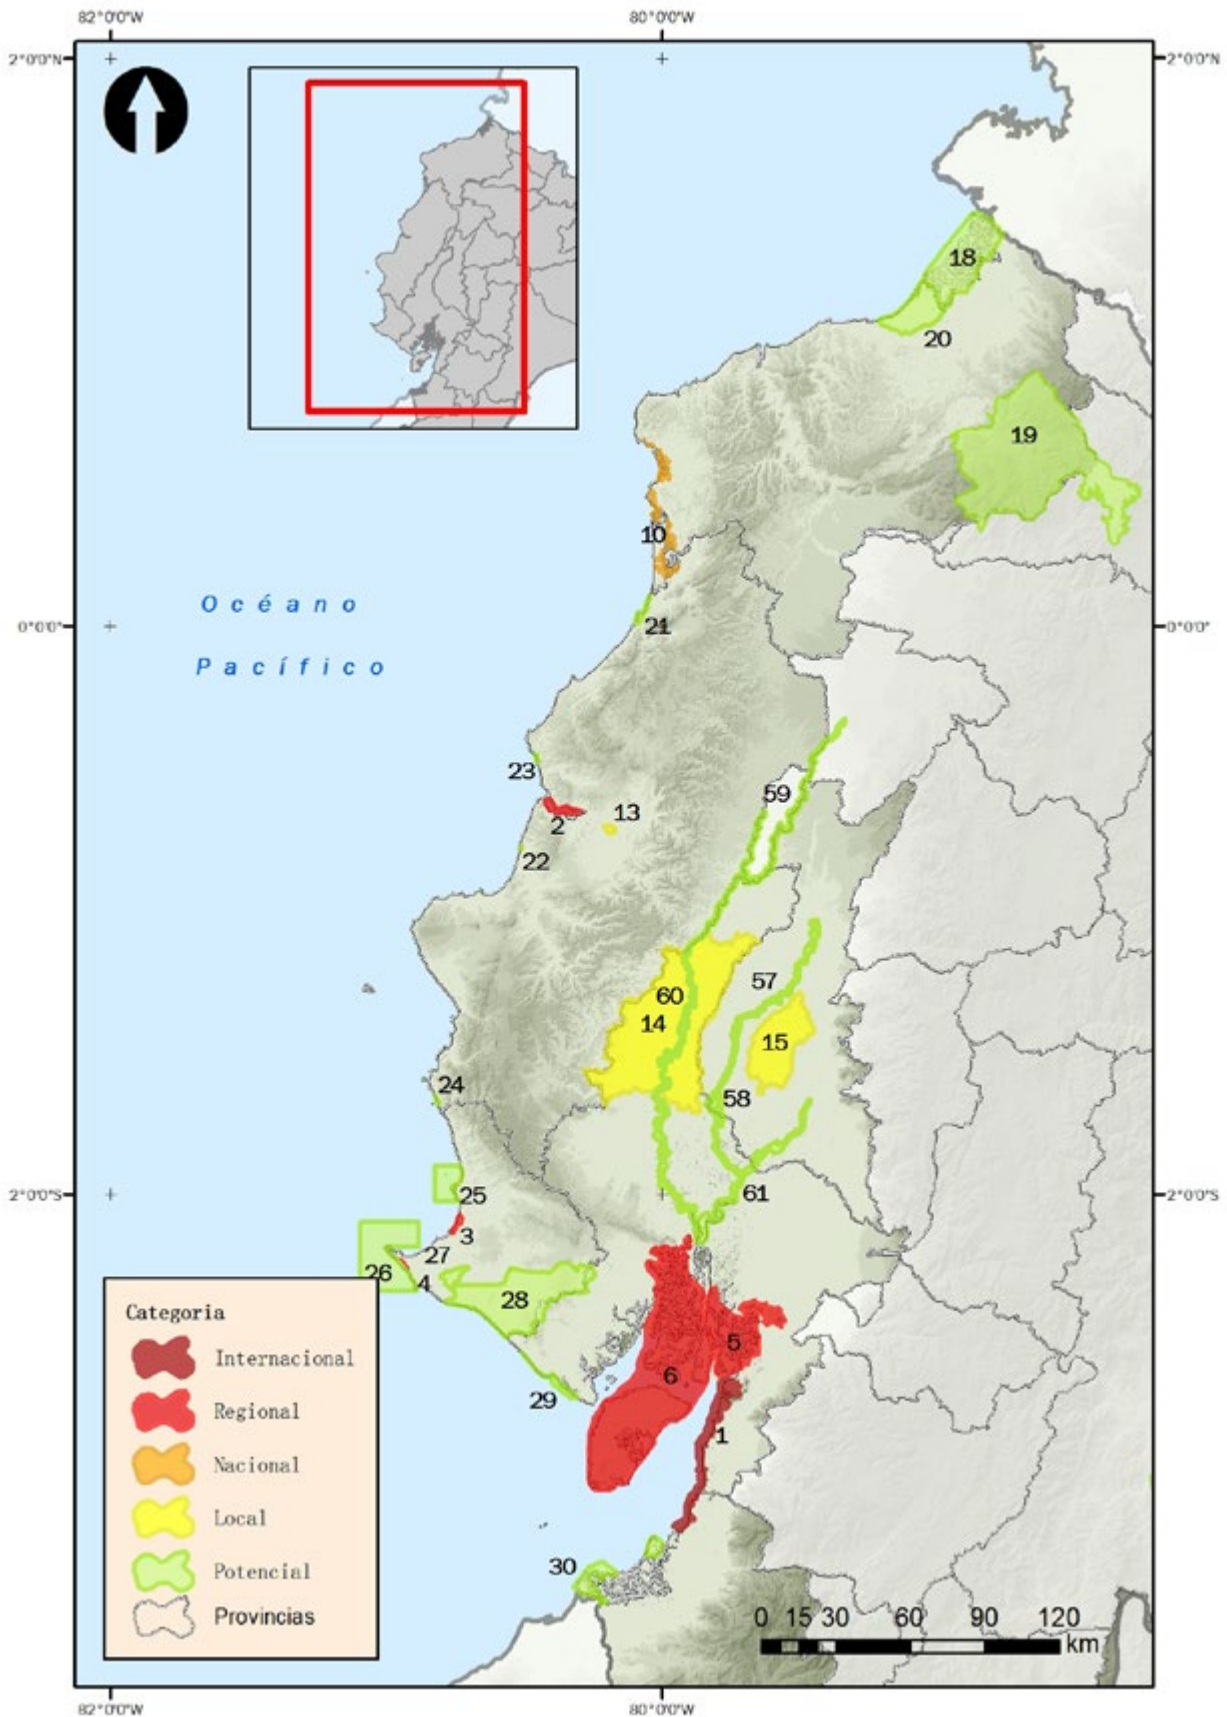 82°0'0"W 80°0'0"W
2°0'0"N 2°0'0"N
18
20
19
10
Océano
0°0'0" 21 0°0'0"
Pacífico
23
59
2 13
22
57
60
14
15
24
58
2°0'0"S 25 61 2°0'0"S
3
27
26 4
28
5
6
29
1
30
Categoria
Internacional
Regional
Nacional
Local
Potencial
Provincias
0 15 30 60 90 120
km
82°0'0"W 80°0'0"W